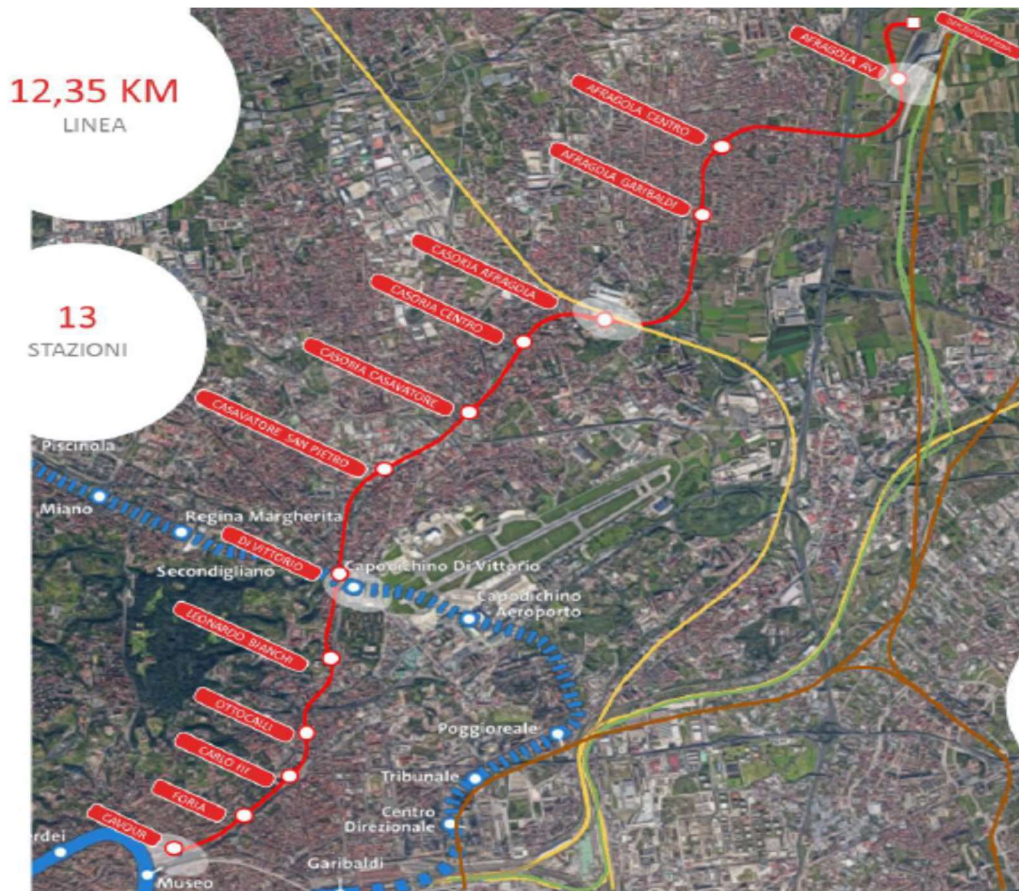 12,35 KM
LINEA
13
STAZIONI
AFRAGOLA AV
AFRAGOLA CENTRO
AFRAGOLA GARIBALDI
CASORIA AFRAGOLA
CASORIA CENTRO
CASORIA CASAVATORE
CASAVATORE SAN PIETRO
Piscinola
Miano
Regina Margherita
Secondigliano
DI VITTORIO
Capodichino Di Vittorio
Capodichino
Aeroporto
LEONARDO BIANCHI
OTTOCALLI
CARLO III
FORIA
CAVOUR
Poggioreale
Tribunale
Centro
Direzionale
Garibaldi
erdei
Museo